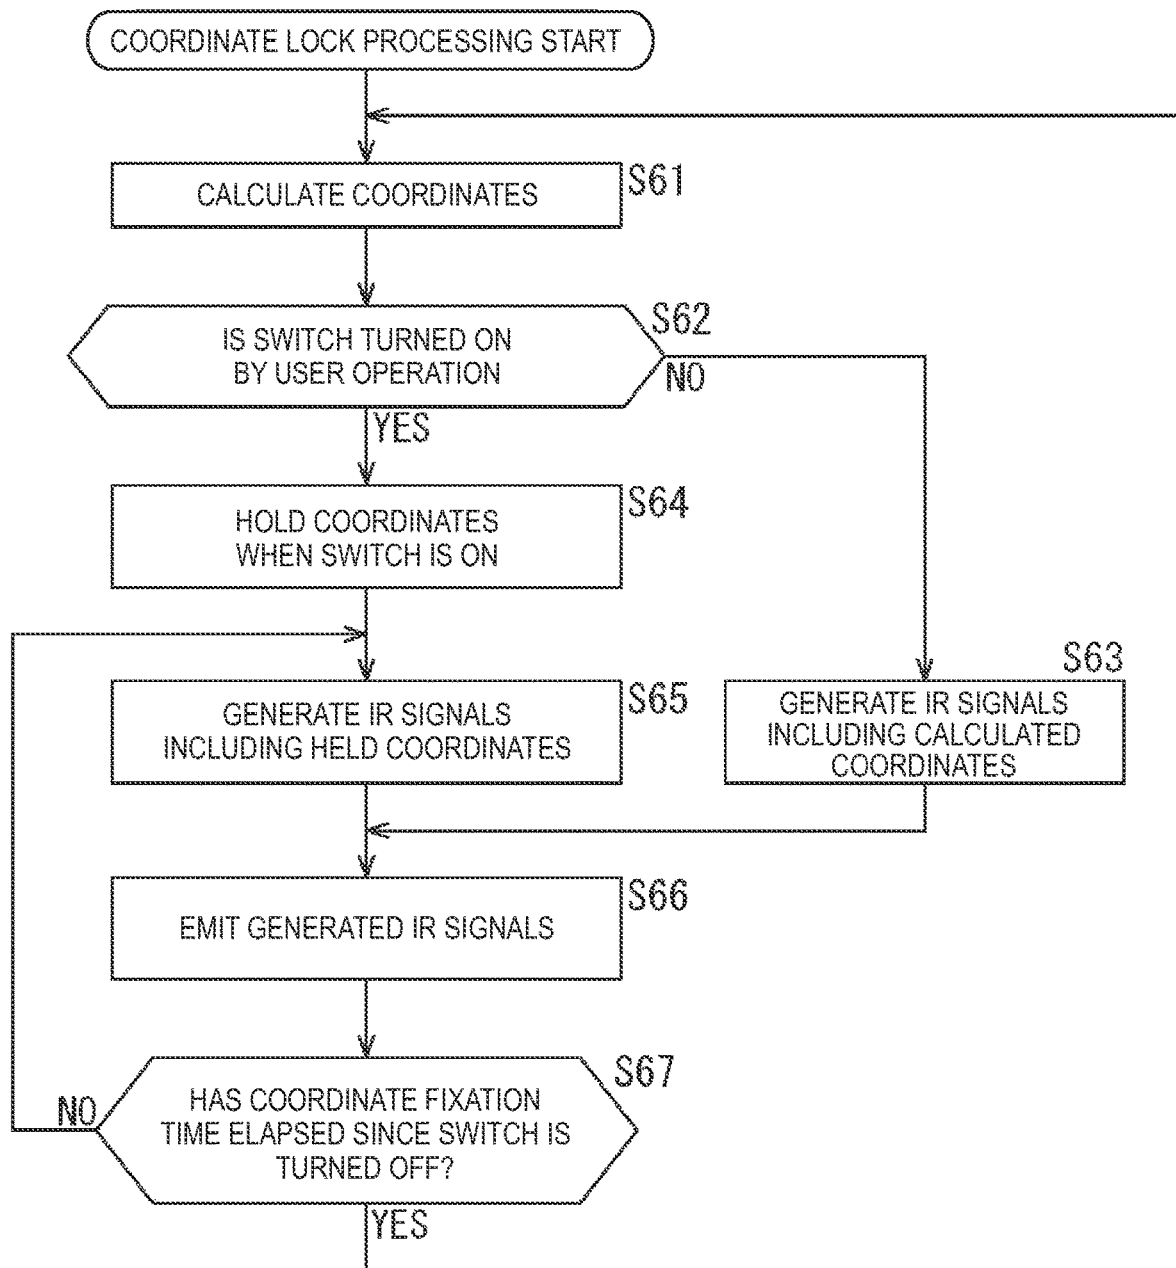 COORDINATE LOCK PROCESSING START
CALCULATE COORDINATES
S61
IS SWITCH TURNED ON
BY USER OPERATION
S62
NO
YES
HOLD COORDINATES
WHEN SWITCH IS ON
S64
GENERATE IR SIGNALS
INCLUDING HELD COORDINATES
S65
S63
GENERATE IR SIGNALS
INCLUDING CALCULATED
COORDINATES
EMIT GENERATED IR SIGNALS
S66
HAS COORDINATE FIXATION
TIME ELAPSED SINCE SWITCH IS
TURNED OFF?
S67
NO
YES